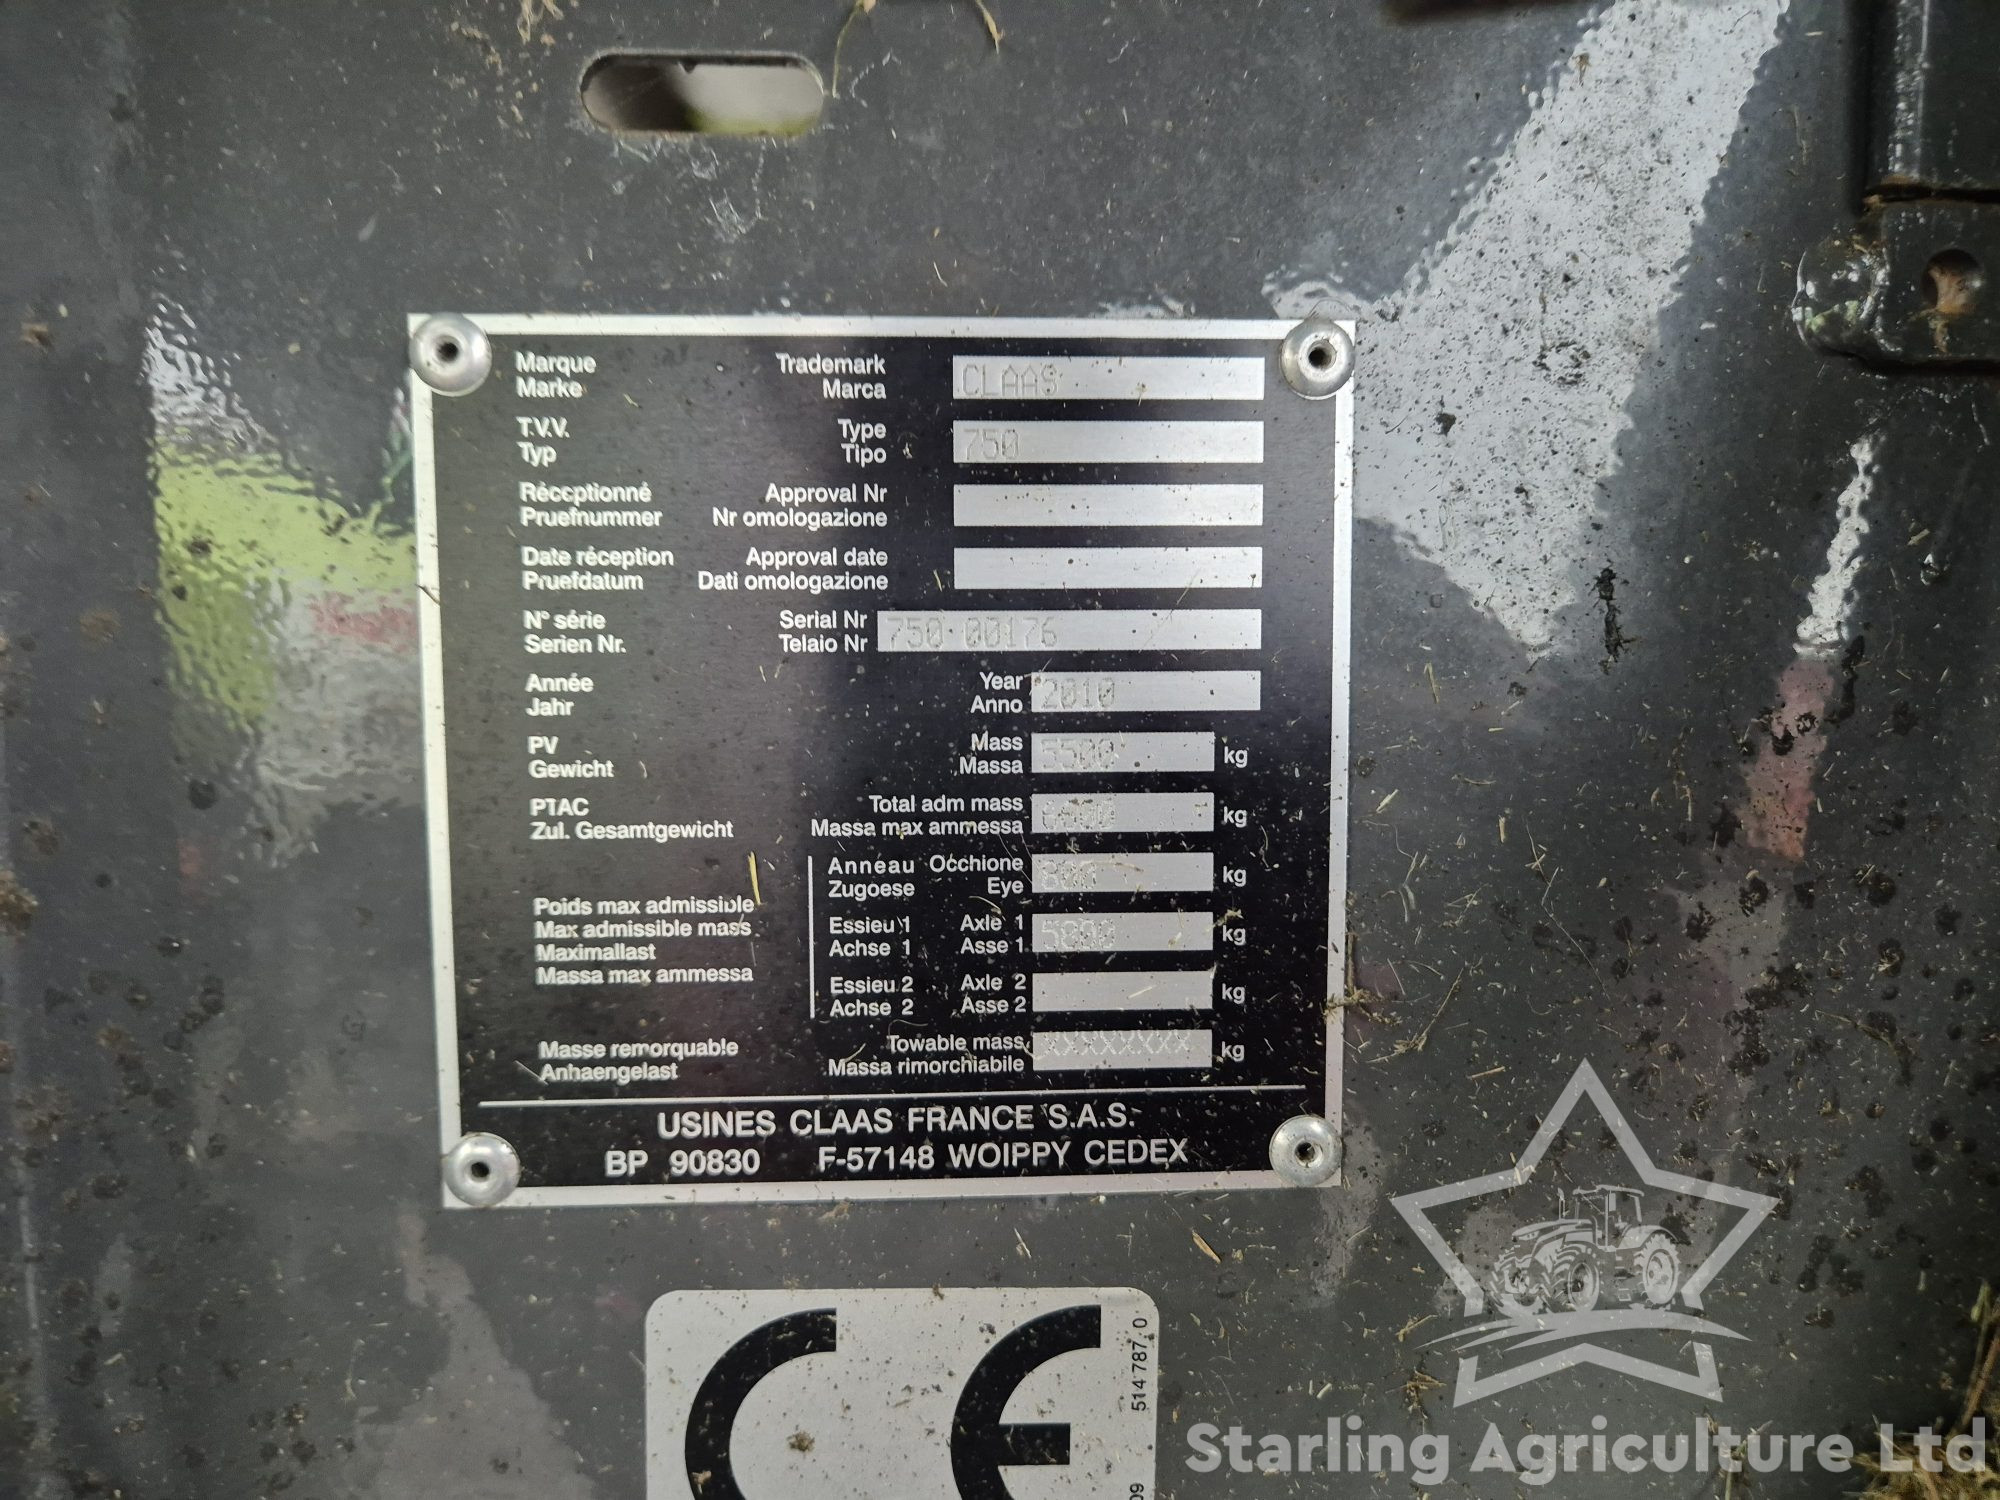 Marque Trademark CLAAS
Marke Marca
T.V.V. Type 750
Typ Tipo
Réceptionné Approval Nr
Pruefnummer Nr omologazione
Date réception Approval date
Pruefdatum Dati omologazione
N° série Serial Nr 750 00176
Serien Nr. Telaio Nr
Année Year 2010
Jahr Anno
PV Mass 5500 kg
Gewicht Massa
PTAC Total adm mass kg
Zul. Gesamtgewicht Massa max ammessa
Anneau Occhione 800 kg
Zugoese Eye
Poids max admissible
Max admissible mass
Maximallast
Massa max ammessa
Essieu 1 Axle 1 5800 kg
Achse 1 Asse 1
Essieu 2 Axle 2 kg
Achse 2 Asse 2
Masse remorquable Towable mass XXXXXXXX kg
Anhaengelast Massa rimorchiabile
USINES CLAAS FRANCE S.A.S.
BP 90830 F-57148 WOIPPY CEDEX
CE
514 787. 0
09
Starling Agriculture Ltd